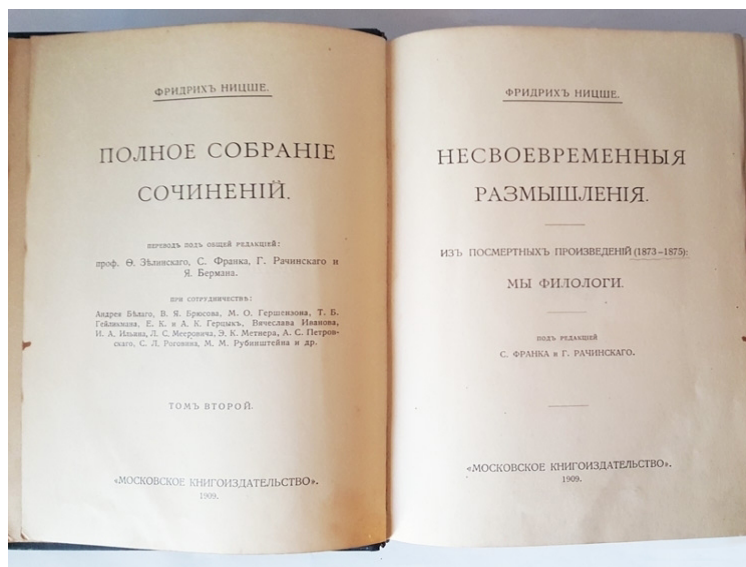 ФРИДРИХЪ НИЦШЕ.
ПОЛНОЕ СОБРАНІЕ
СОЧИНЕНІЙ.
ПЕРЕВОДЪ ПОДЪ ОБЩЕЙ РЕДАКЦІЕЙ:
проф. Ѳ. Зѣлинскаго, С. Франка, Г. Рачинскаго и
Я. Бермана.
ПРИ СОТРУДНИЧЕСТВѢ:
Андрея Бѣлаго, В. Я. Брюсова, М. О. Гершензона, Т. Б.
Гейликмана, Е. К. и А. К. Герцыкъ, Вячеслава Иванова,
И. А. Ильина, Л. С. Мееровича, Э. К. Метнера, А. С. Петров-
скаго, С. Л. Роговина, М. М. Рубинштейна и др.
ТОМЪ ВТОРОЙ.
«МОСКОВСКОЕ КНИГОИЗДАТЕЛЬСТВО».
1909.
ФРИДРИХЪ НИЦШЕ.
НЕСВОЕВРЕМЕННЫЯ
РАЗМЫШЛЕНІЯ.
ИЗЪ ПОСМЕРТНЫХЪ ПРОИЗВЕДЕНІЙ (1873–1875):
МЫ ФИЛОЛОГИ.
ПОДЪ РЕДАКЦІЕЙ
С. ФРАНКА и Г. РАЧИНСКАГО.
«МОСКОВСКОЕ КНИГОИЗДАТЕЛЬСТВО».
1909.